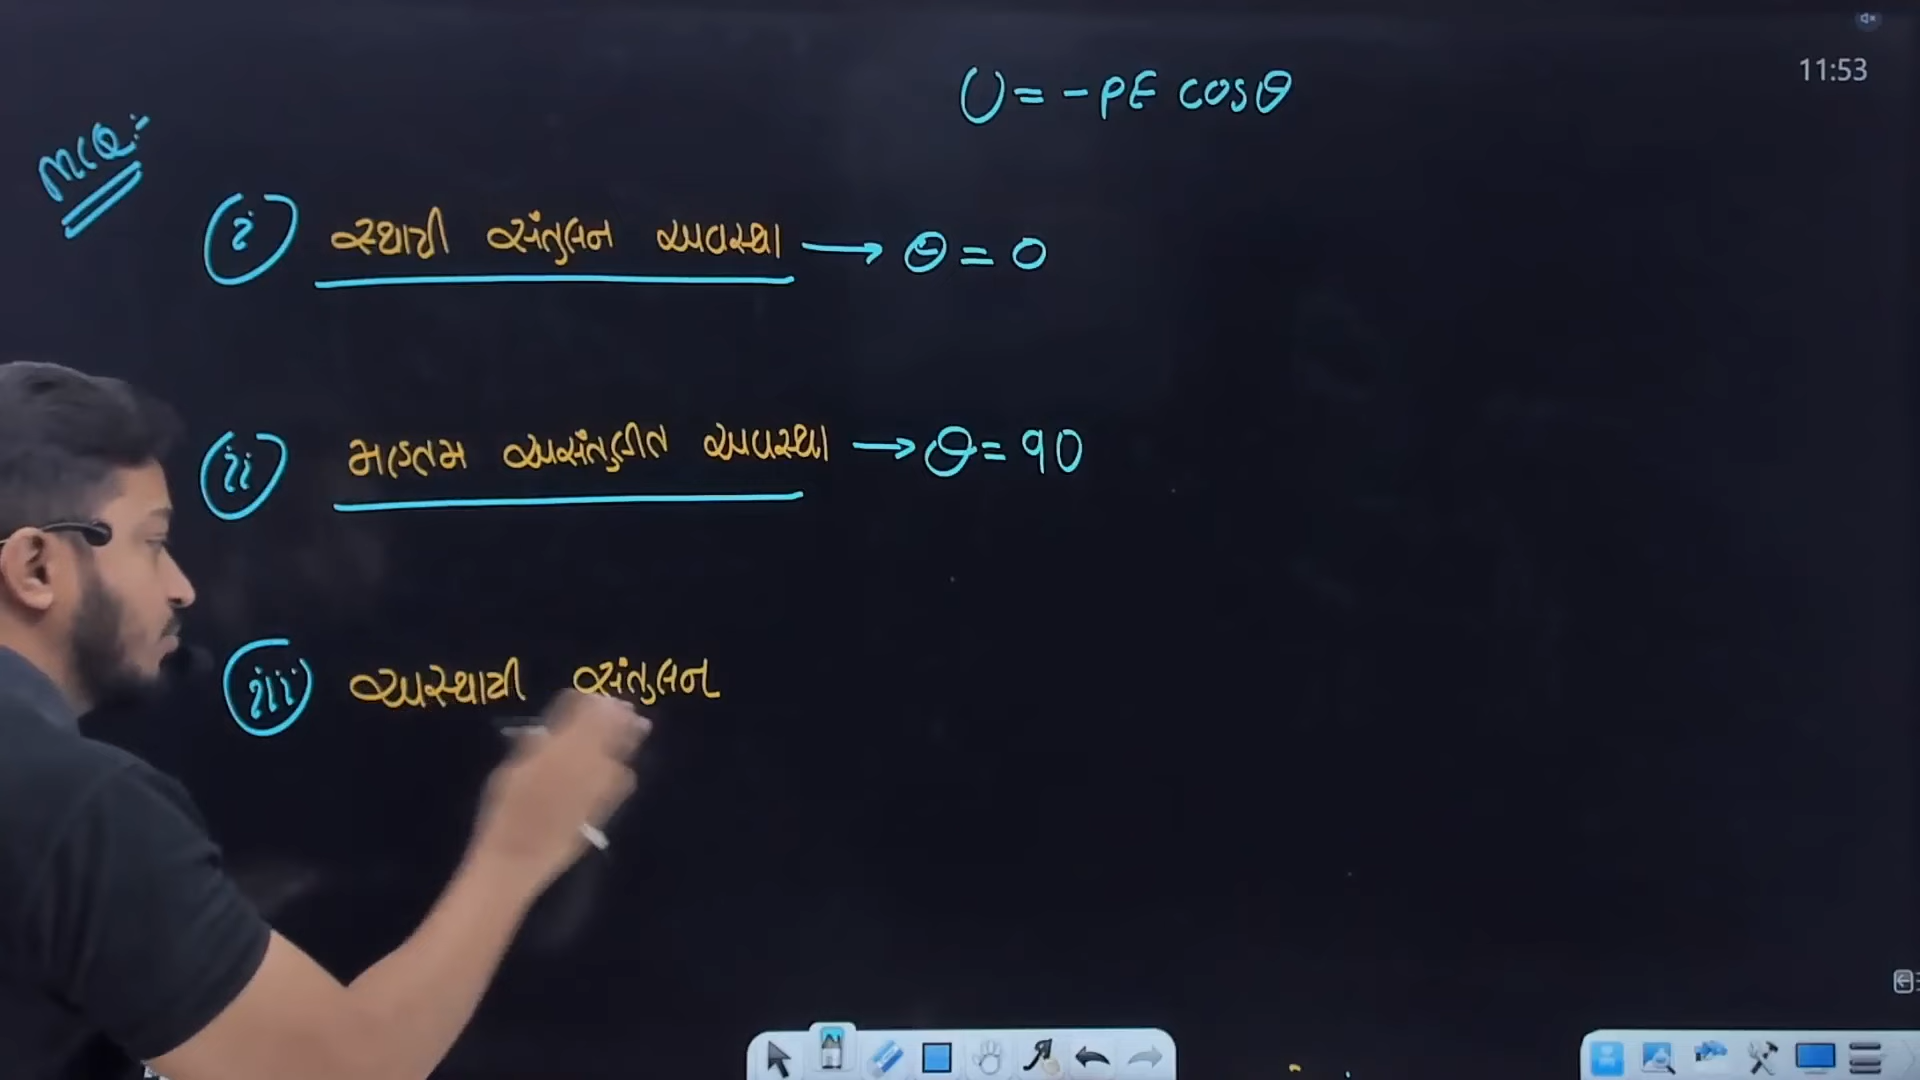 11:53
U = - PE cosθ
MCQ:-
(i) સ્થાયી સંતુલન અવસ્થા → θ = 0
(ii) મહત્તમ અસંતુલીત અવસ્થા → θ = 90
(iii) અસ્થાયી સંતુલન